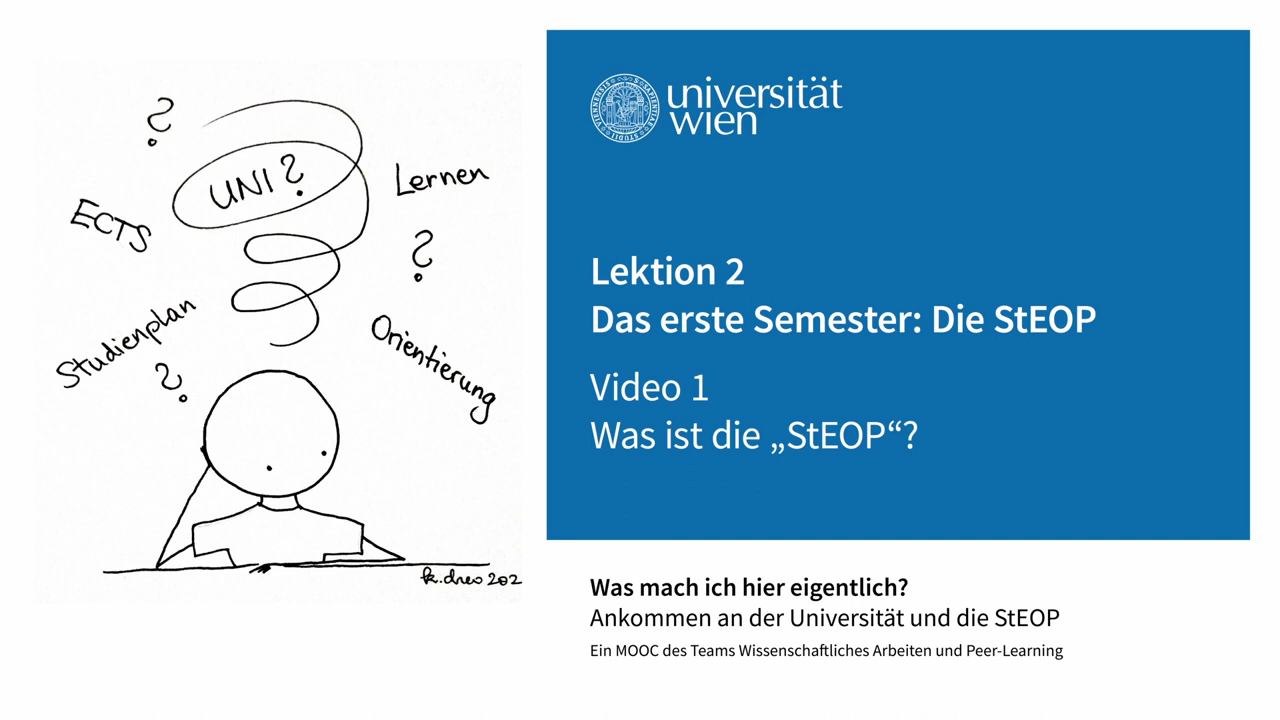 ?
UNI?
Lernen
ECTS
?
Studienplan
Orientierung
?
universität
wien
Lektion 2
Das erste Semester: Die StEOP
Video 1
Was ist die „StEOP“?
Was mach ich hier eigentlich?
Ankommen an der Universität und die StEOP
Ein MOOC des Teams Wissenschaftliches Arbeiten und Peer-Learning